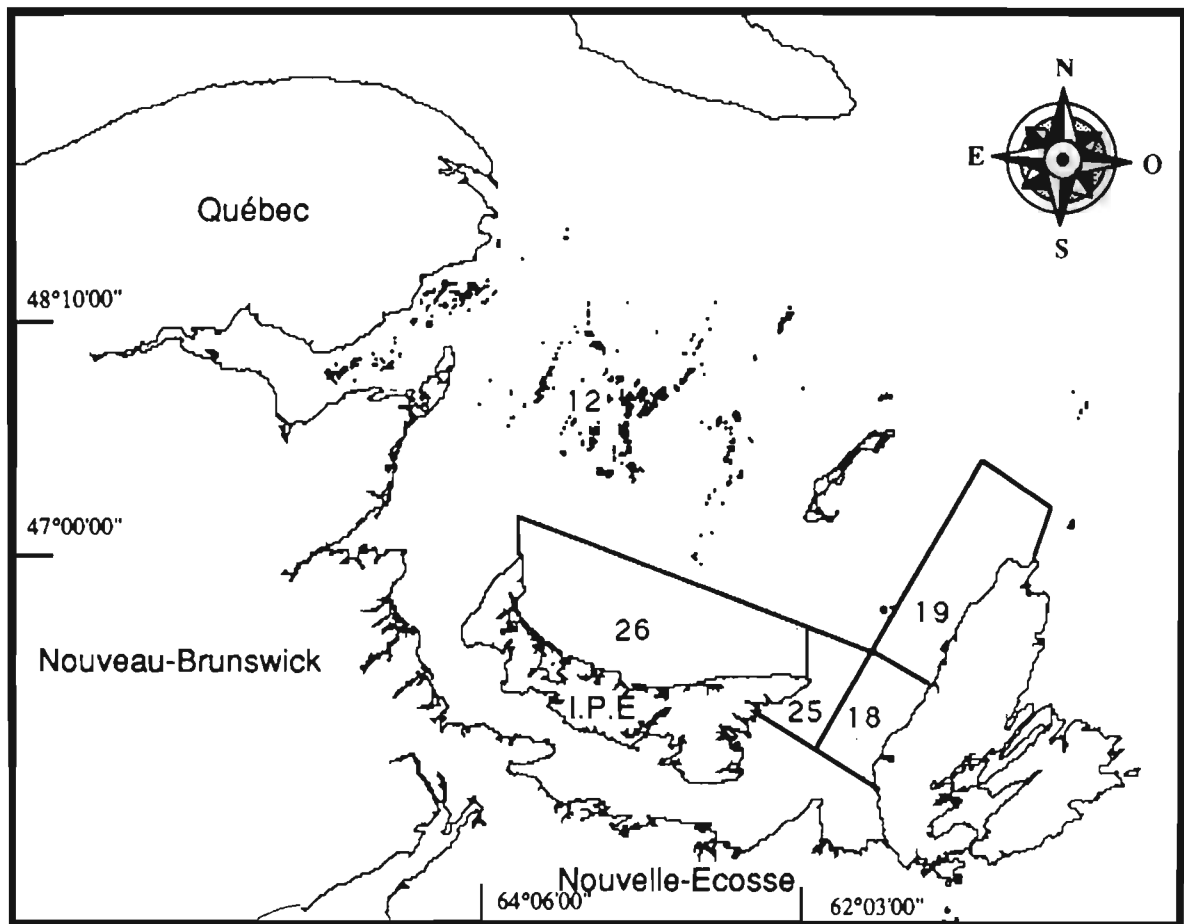 N
E
O
S
Québec
48°10'00"
12
47°00'00"
19
26
Nouveau-Brunswick
I.P.E
25
18
Nouvelle-Ecosse
64°06'00"
62°03'00"